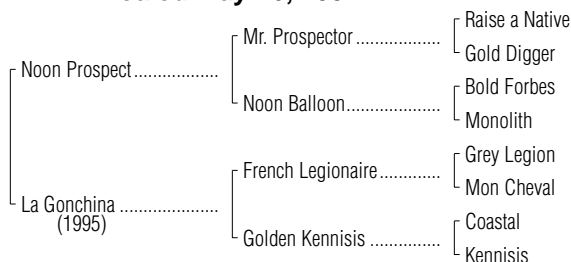 Raise a Native
Mr. Prospector ..................
Gold Digger
Noon Prospect..................
Bold Forbes
Noon Balloon....................
Monolith
Grey Legion
French Legionaire.............
Mon Cheval
La Gonchina .....................
(1995)
Coastal
Golden Kennisis ...............
Kennisis